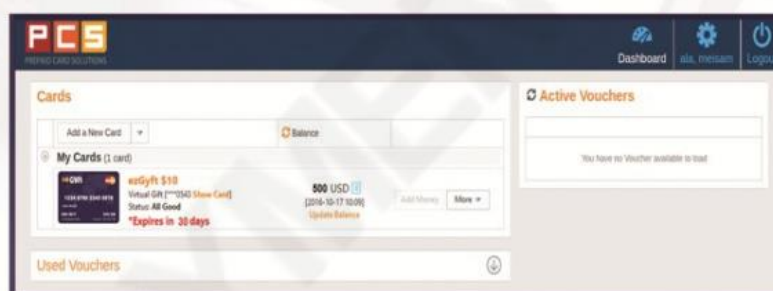 PCS
PREPAID CARD SOLUTIONS
Dashboard
ala, meisam
Logout
Cards
Add a New Card
Balance
My Cards (1 card)
ezGyft $10
Virtual Gift [***0540 Show Card]
Status: All Good
*Expires in 30 days
500 USD
[2016-10-17 10:09]
Update Balance
Add Money
More
Used Vouchers
Active Vouchers
You have no Voucher available to load